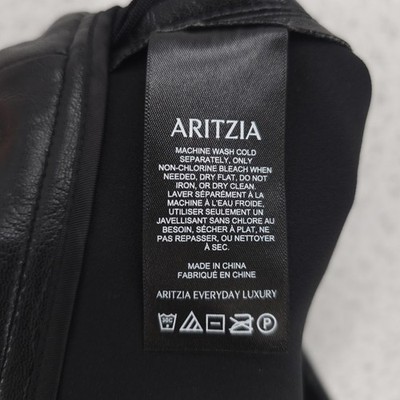 ARITZIA
MACHINE WASH COLD
SEPARATELY, ONLY
NON-CHLORINE BLEACH WHEN
NEEDED, DRY FLAT, DO NOT
IRON, OR DRY CLEAN.
LAVER SÉPARÉMENT À LA
MACHINE À L'EAU FROIDE,
UTILISER SEULEMENT UN
JAVELLISANT SANS CHLORE AU
BESOIN, SÉCHER À PLAT, NE
PAS REPASSER, OU NETTOYER
À SEC.
MADE IN CHINA
FABRIQUÉ EN CHINE
ARITZIA EVERYDAY LUXURY
30C P